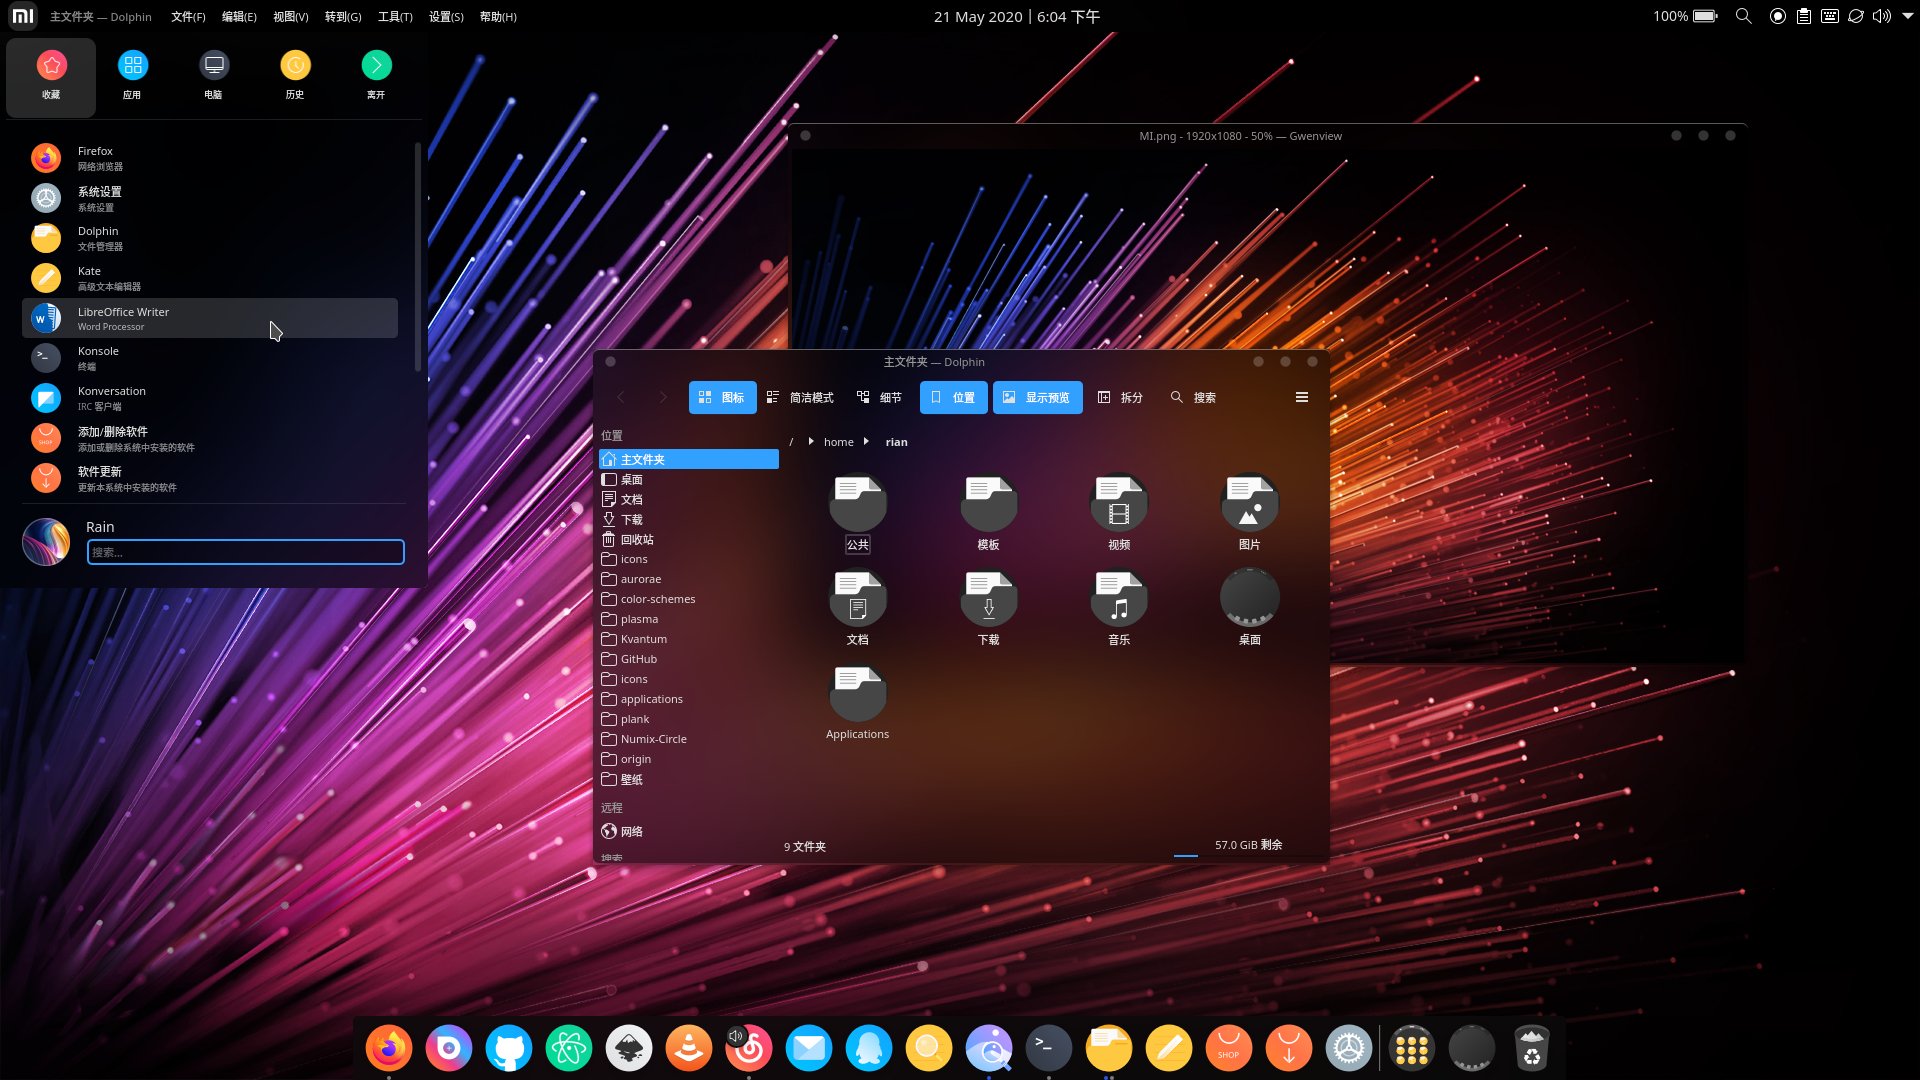 主文件夹 — Dolphin 文件(F) 编辑(E) 视图(V) 转到(G) 工具(T) 设置(S) 帮助(H)
21 May 2020 | 6:04 下午
100%
收藏 应用 电脑 历史 离开
Firefox
网络浏览器
系统设置
系统设置
Dolphin
文件管理器
Kate
高级文本编辑器
LibreOffice Writer
Word Processor
Konsole
终端
Konversation
IRC 客户端
添加/删除软件
添加或删除系统中安装的软件
软件更新
更新本系统中安装的软件
Rain
搜索...
MI.png - 1920x1080 - 50% — Gwenview
主文件夹 — Dolphin
图标 简洁模式 细节 位置 显示预览 拆分 搜索
/ home rian
位置
主文件夹
桌面
文档
下载
回收站
icons
aurorae
color-schemes
plasma
Kvantum
GitHub
icons
applications
plank
Numix-Circle
origin
壁纸
远程
网络
搜索
公共 模板 视频 图片
文档 下载 音乐 桌面
Applications
9 文件夹
57.0 GiB 剩余
SHOP